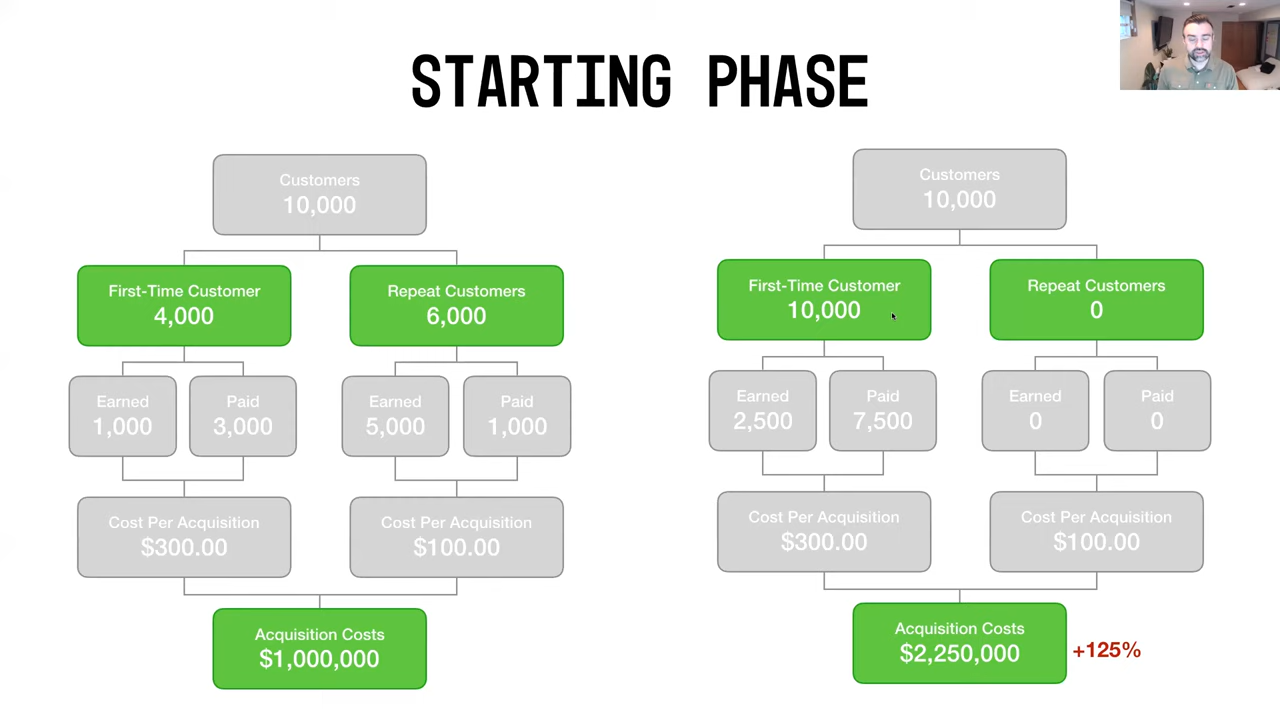 STARTING PHASE
Customers
10,000
First-Time Customer
4,000
Repeat Customers
6,000
Earned
1,000
Paid
3,000
Earned
5,000
Paid
1,000
Cost Per Acquisition
$300.00
Cost Per Acquisition
$100.00
Acquisition Costs
$1,000,000
Customers
10,000
First-Time Customer
10,000
Repeat Customers
0
Earned
2,500
Paid
7,500
Earned
0
Paid
0
Cost Per Acquisition
$300.00
Cost Per Acquisition
$100.00
Acquisition Costs
$2,250,000
+125%